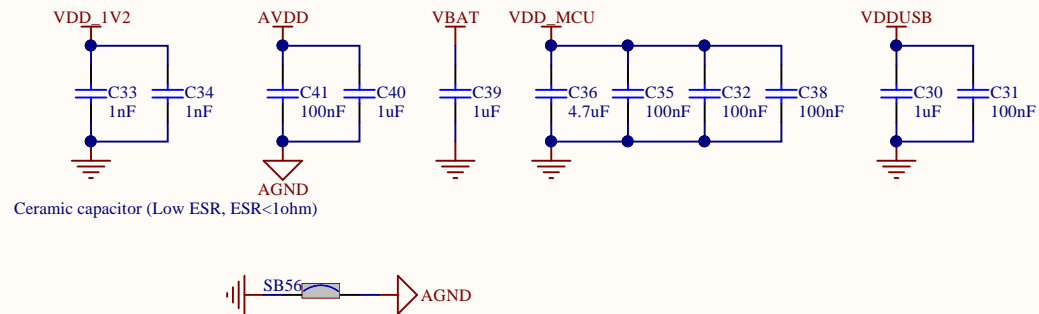 VDD_1V2 AVDD VBAT VDD_MCU VDDUSB
C33 C34 C41 C40 C39 C36 C35 C32 C38 C30 C31
1nF 1nF 100nF 1uF 1uF 4.7uF 100nF 100nF 100nF 1uF 100nF
AGND
Ceramic capacitor (Low ESR, ESR<1ohm)
SB56
AGND